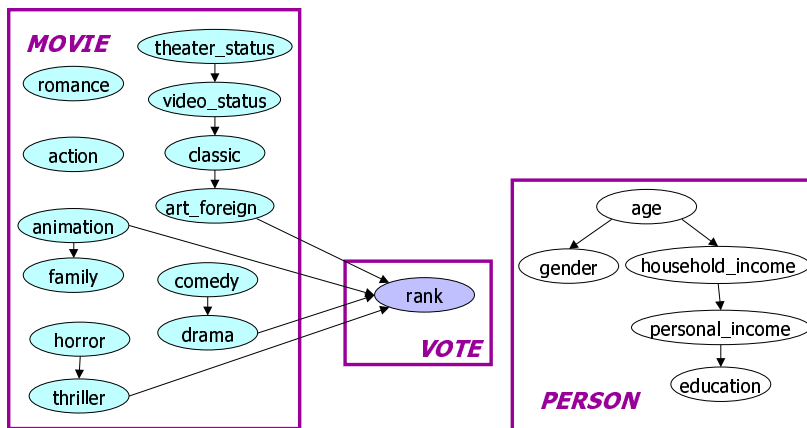 MOVIE
theater_status
romance
video_status
action
classic
art_foreign
animation
family
comedy
horror
drama
thriller
rank
VOTE
age
gender
household_income
personal_income
education
PERSON